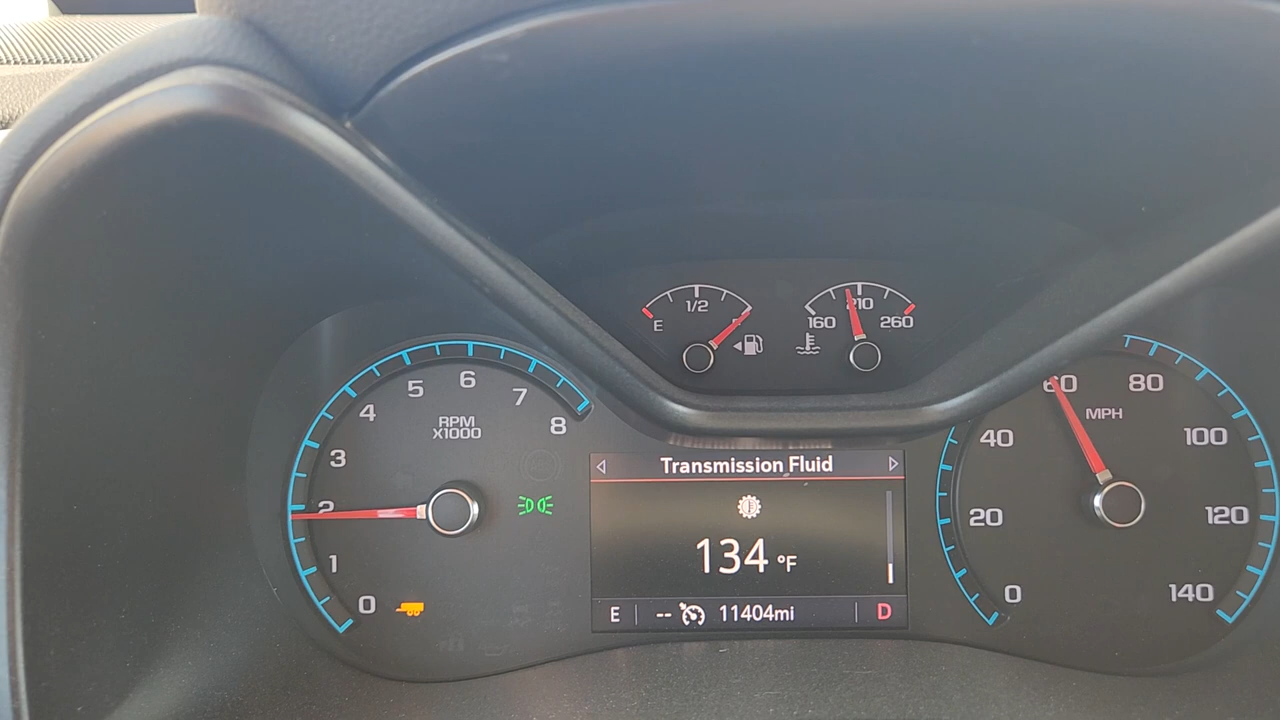 1/2
E
160 210 260
0 1 2 3 4 5 6 7 8
RPM
X1000
Transmission Fluid
134 °F
E -- 11404mi D
0 20 40 60 80 100 120 140
MPH